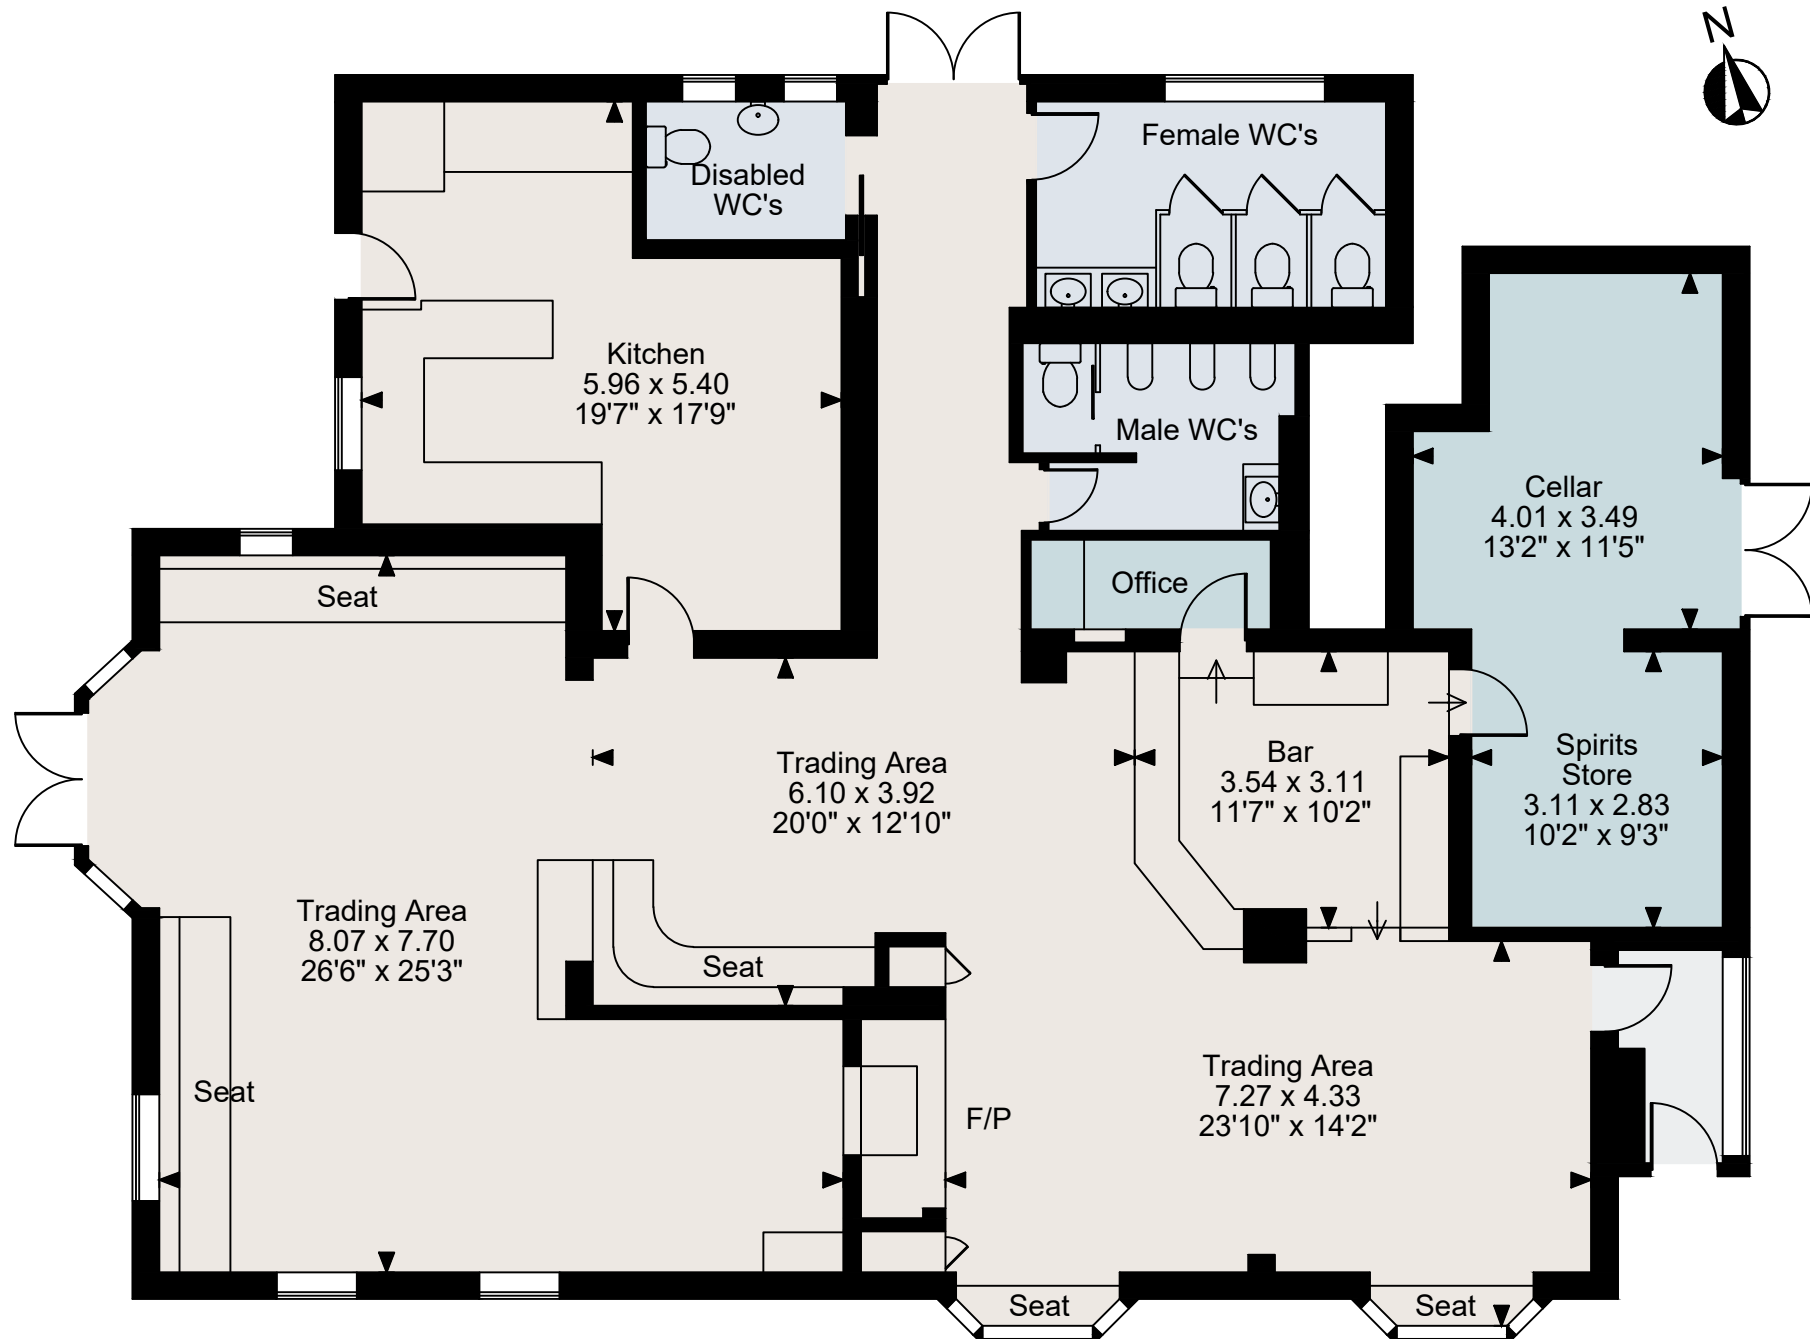 N
Female WC's
Disabled
WC's
Kitchen
5.96 x 5.40
19'7" x 17'9"
Male WC's
Cellar
4.01 x 3.49
13'2" x 11'5"
Office
Seat
Trading Area
6.10 x 3.92
20'0" x 12'10"
Bar
3.54 x 3.11
11'7" x 10'2"
Spirits
Store
3.11 x 2.83
10'2" x 9'3"
Trading Area
8.07 x 7.70
26'6" x 25'3"
Seat
Seat
F/P
Trading Area
7.27 x 4.33
23'10" x 14'2"
Seat
Seat